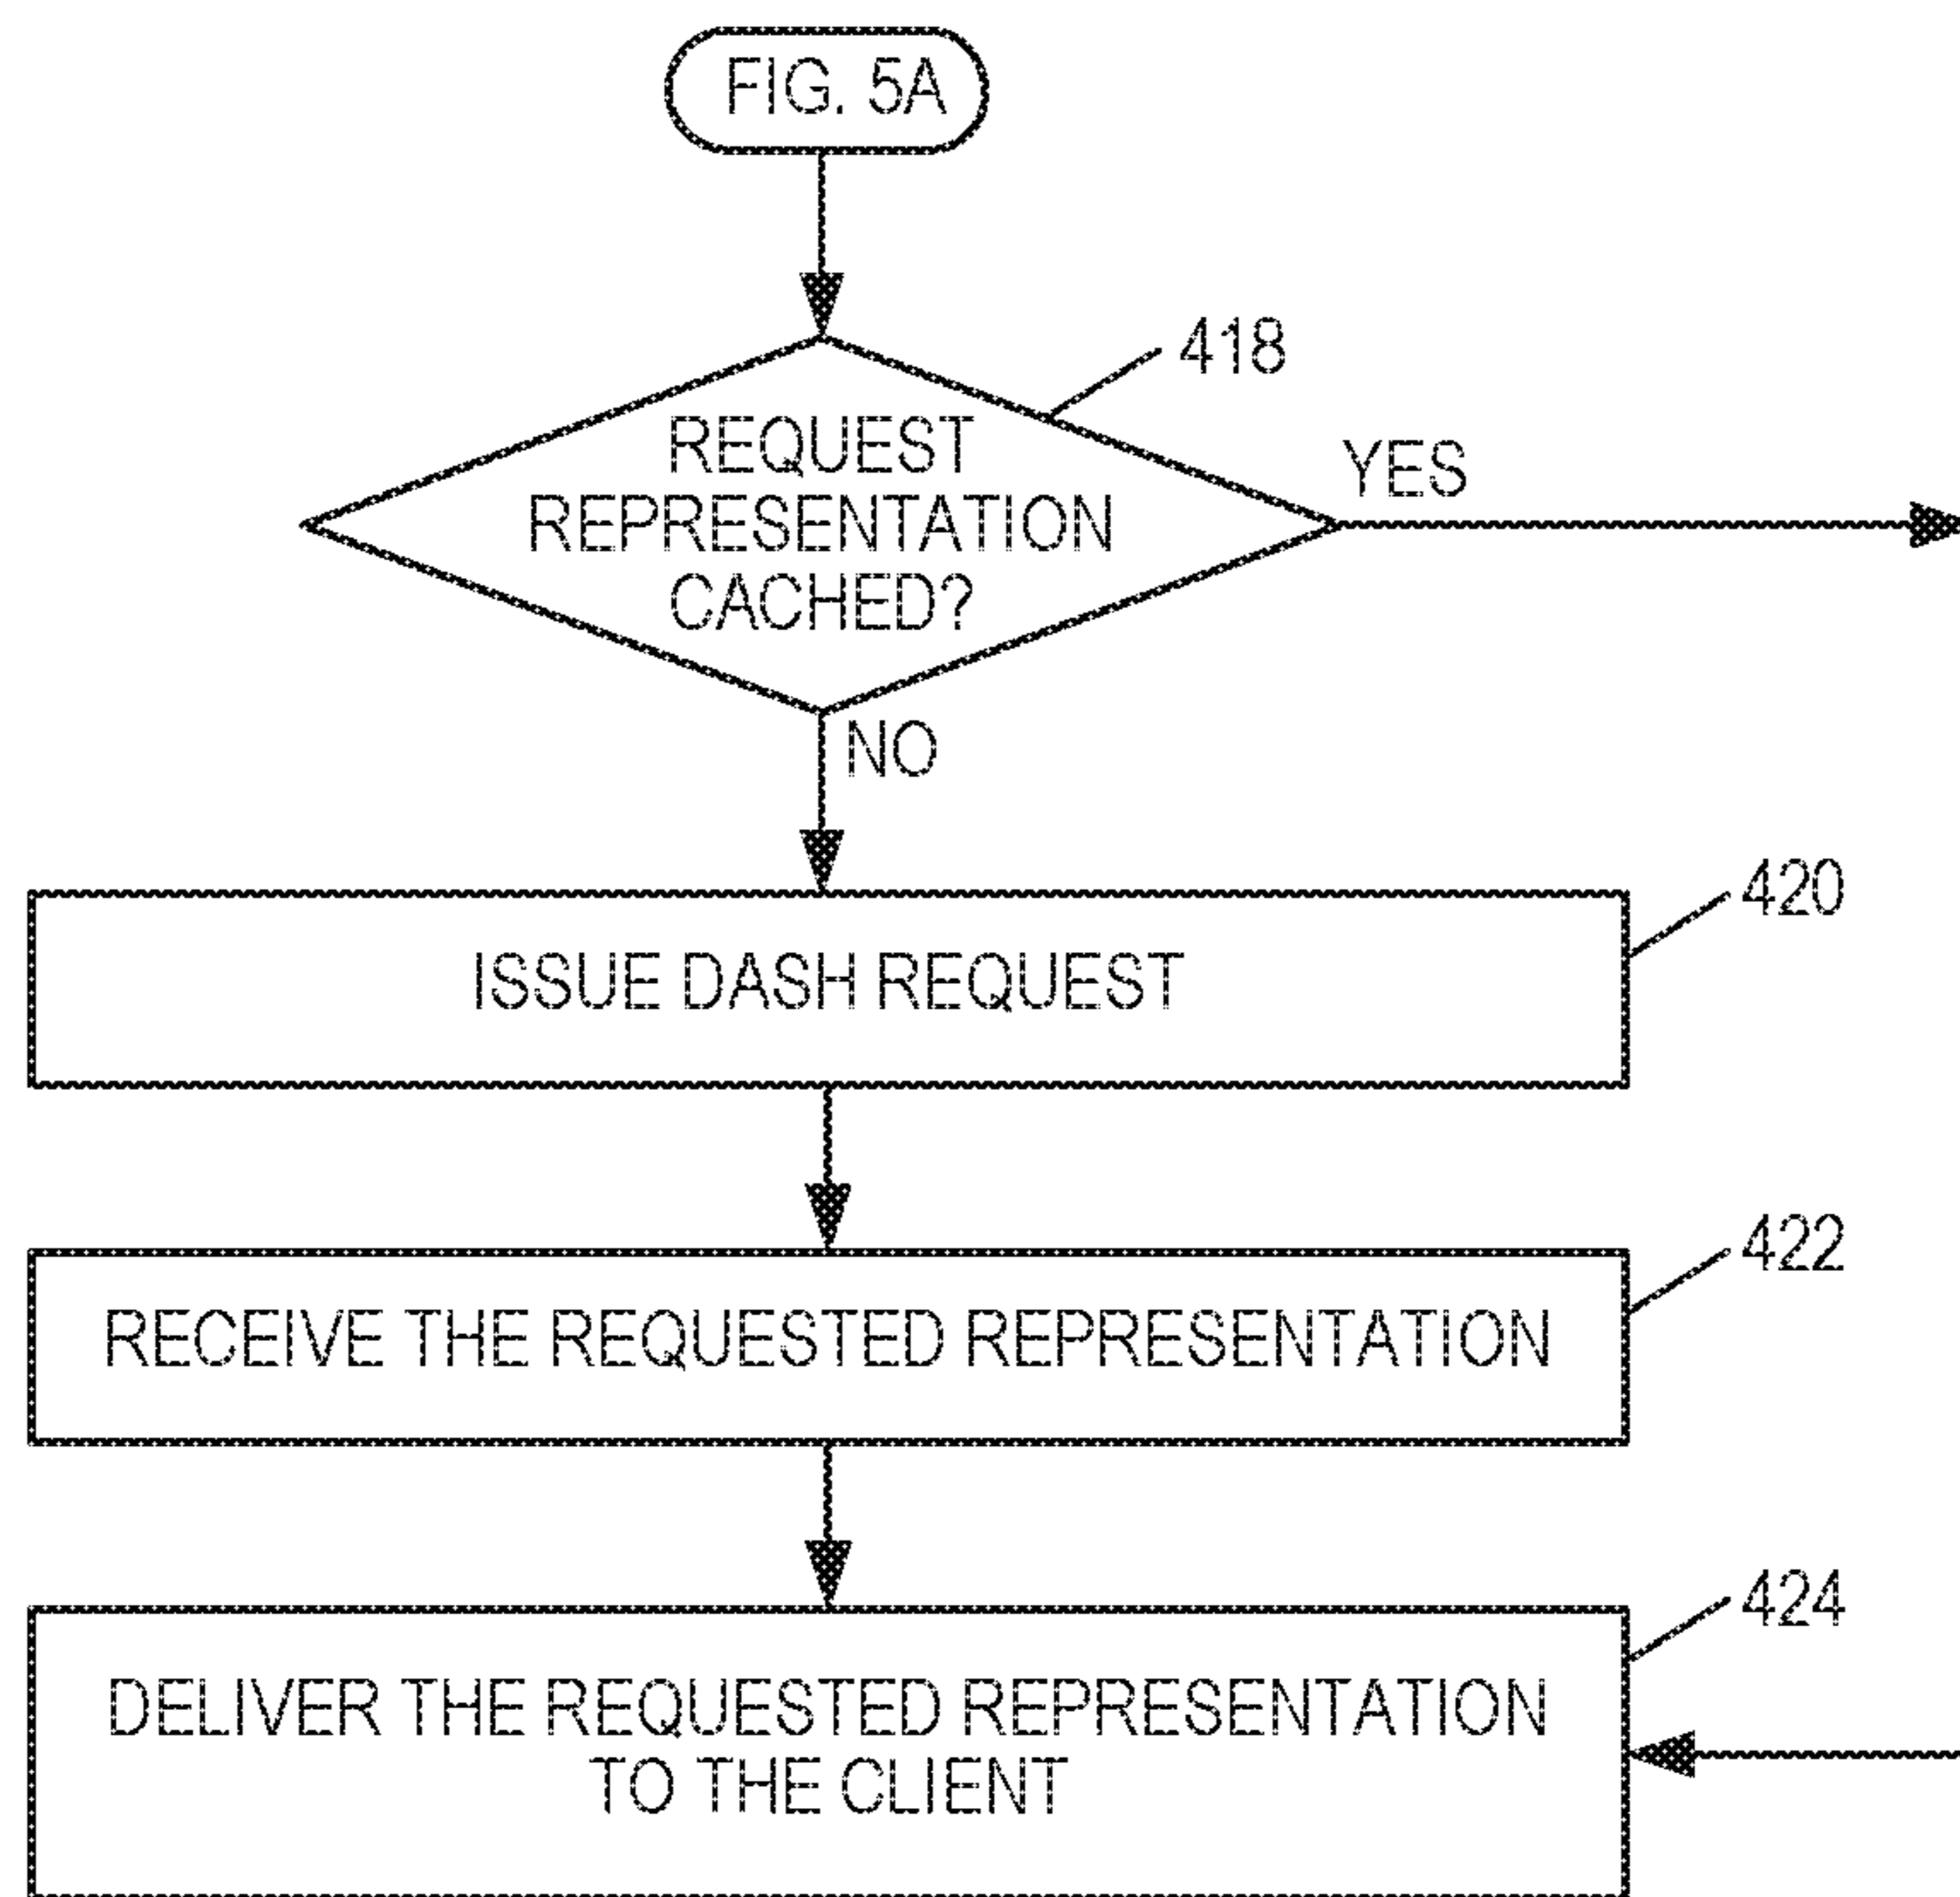 FIG. 5A
418
REQUEST
REPRESENTATION
CACHED?
YES
NO
420
ISSUE DASH REQUEST
422
RECEIVE THE REQUESTED REPRESENTATION
424
DELIVER THE REQUESTED REPRESENTATION
TO THE CLIENT